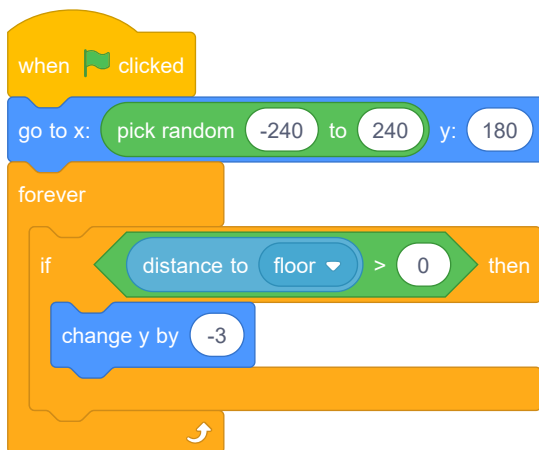 when clicked
go to x: pick random -240 to 240 y: 180
forever
if distance to floor > 0 then
change y by -3